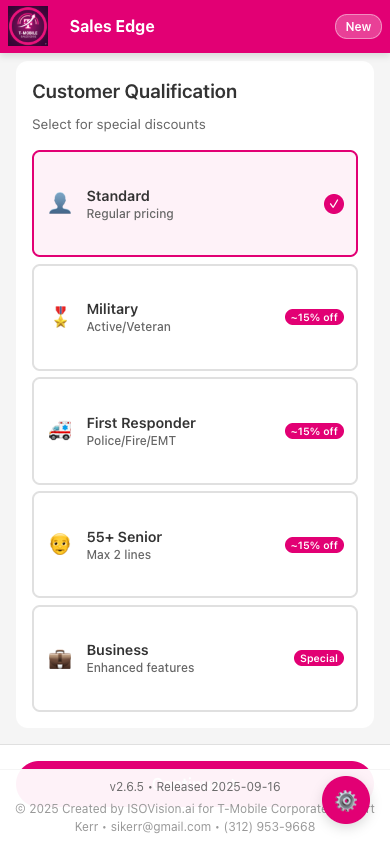 T-MOBILE
Sales Edge
New
Customer Qualification
Select for special discounts
Standard
Regular pricing
✓
Military
Active/Veteran
~15% off
First Responder
Police/Fire/EMT
~15% off
55+ Senior
Max 2 lines
~15% off
Business
Enhanced features
Special
v2.6.5 • Released 2025-09-16
© 2025 Created by ISOVision.ai for T-Mobile Corporate
Kerr • sikerr@gmail.com • (312) 953-9668